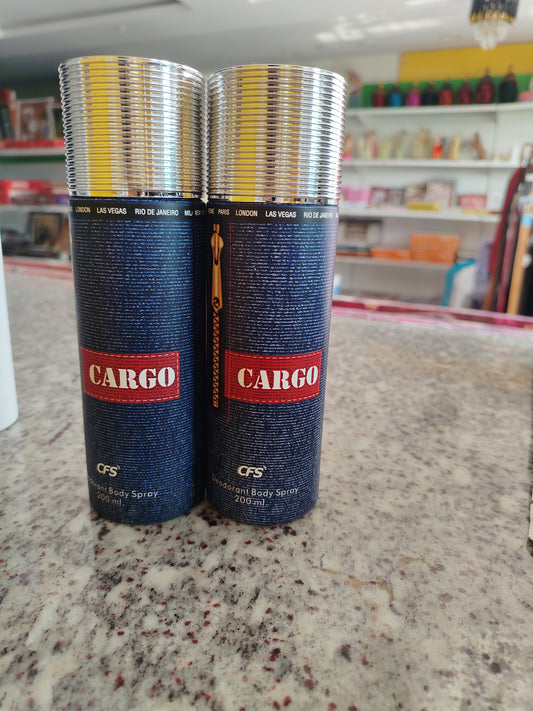 LONDON LAS VEGAS RIO DE JANEIRO
CARGO
CFS
Deodorant Body Spray
200 ml
PARIS LONDON LAS VEGAS RIO DE JANEIRO
CARGO
CFS
Deodorant Body Spray
200 ml